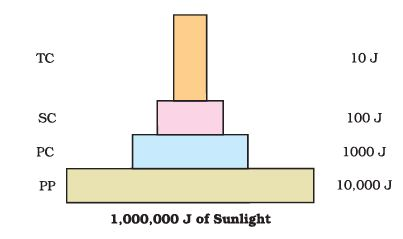 TC 10 J
SC 100 J
PC 1000 J
PP 10,000 J
1,000,000 J of Sunlight